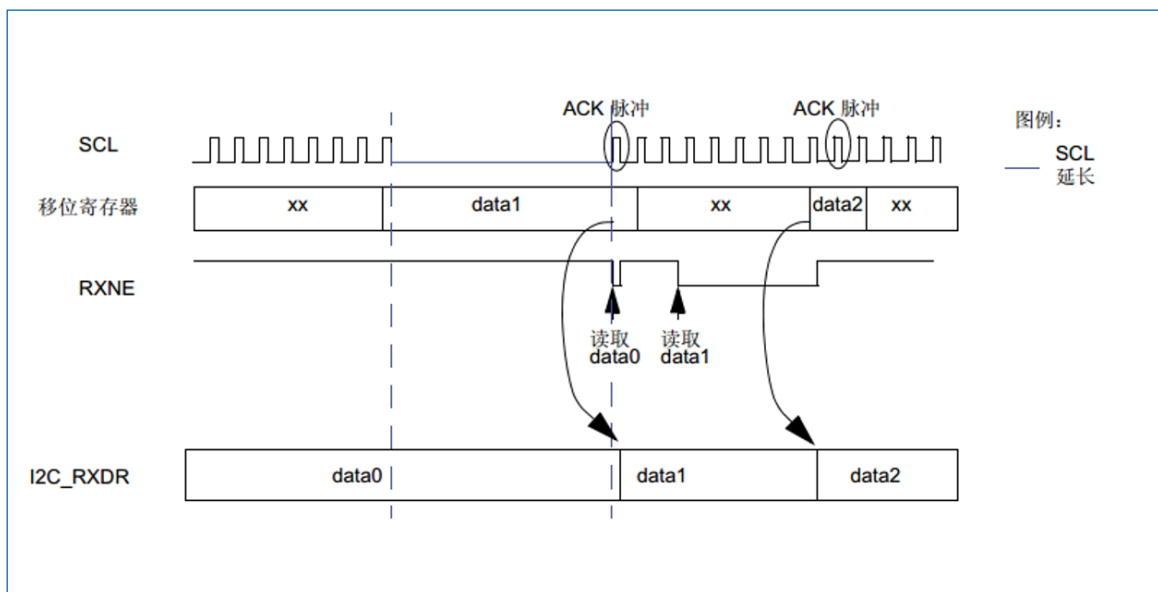 ACK 脉冲
ACK 脉冲
图例：
SCL
SCL
延长
移位寄存器
xx
data1
xx
data2
xx
RXNE
读取
data0
读取
data1
I2C_RXDR
data0
data1
data2